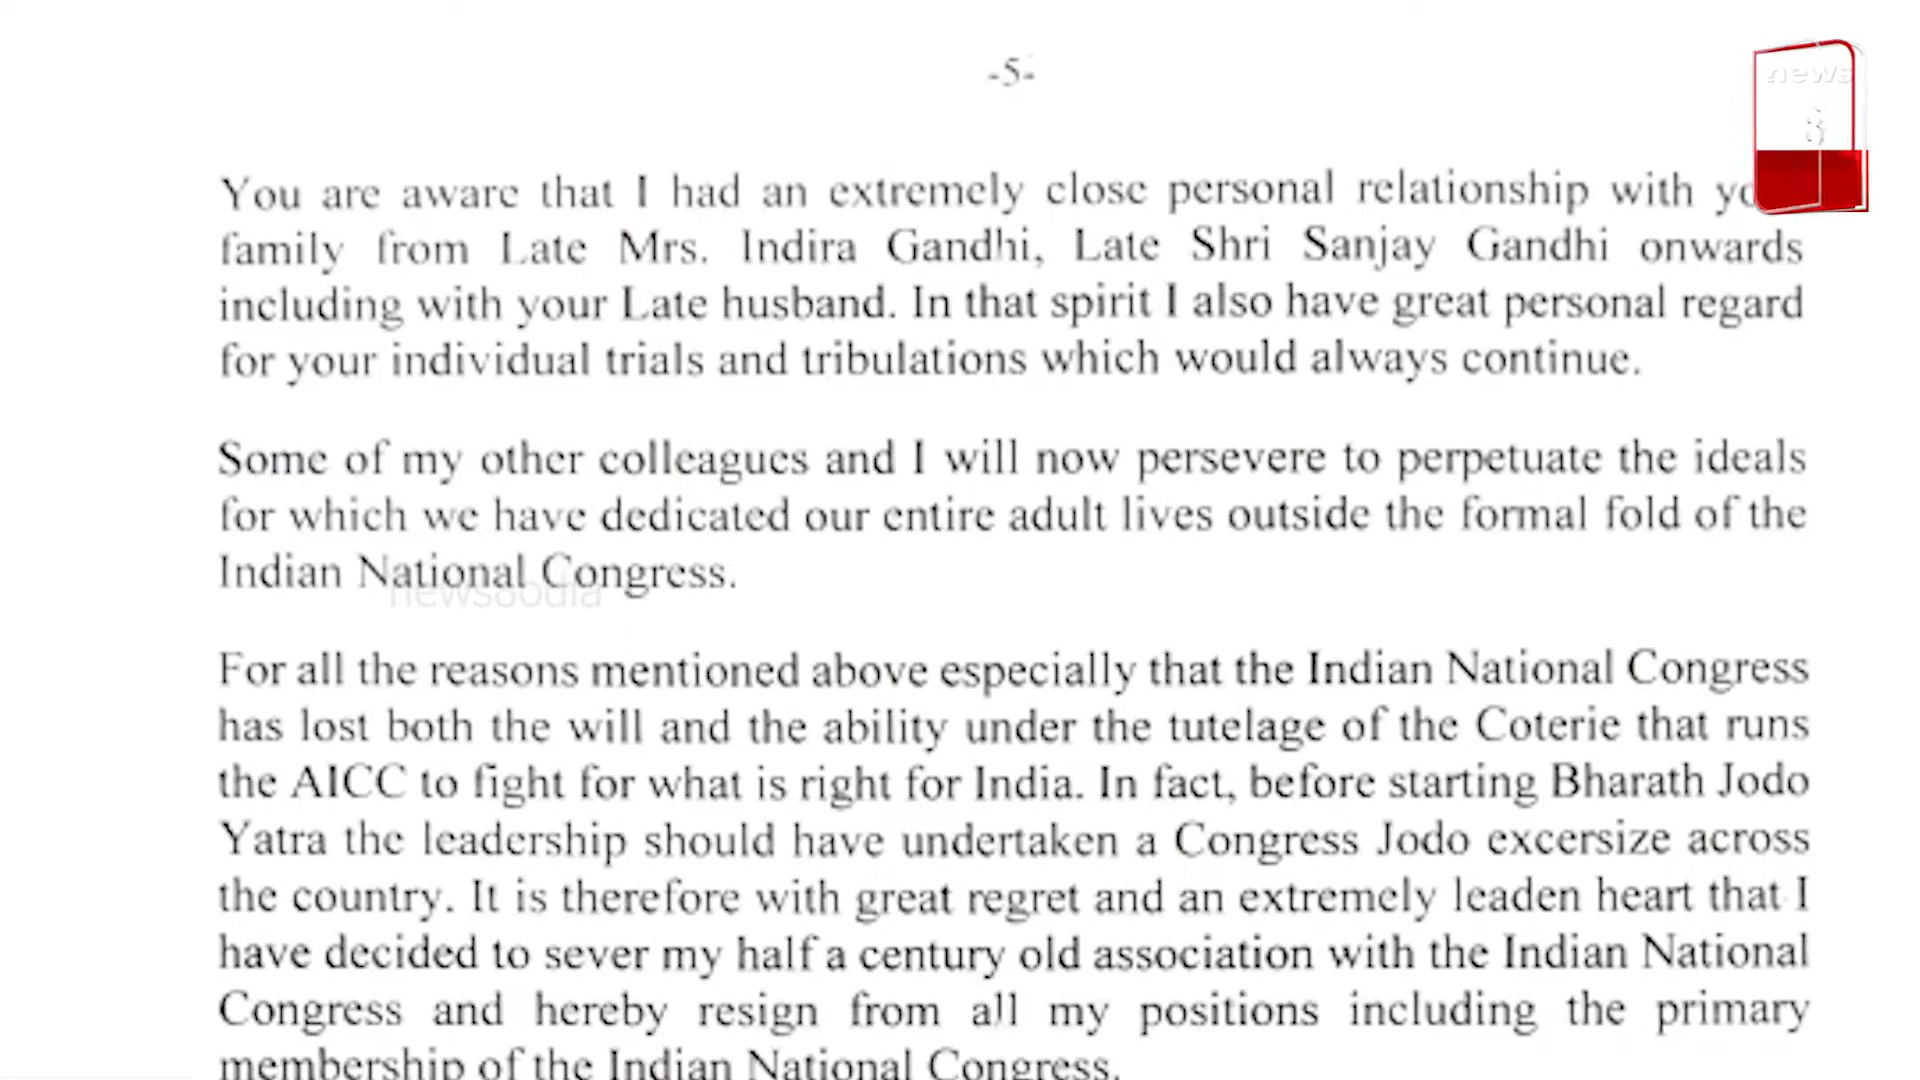 -5-
news
8
You are aware that I had an extremely close personal relationship with
family from Late Mrs. Indira Gandhi, Late Shri Sanjay Gandhi onwards
including with your Late husband. In that spirit I also have great personal regard
for your individual trials and tribulations which would always continue.
Some of my other colleagues and I will now persevere to perpetuate the ideals
for which we have dedicated our entire adult lives outside the formal fold of the
Indian National Congress.
news8odia
For all the reasons mentioned above especially that the Indian National Congress
has lost both the will and the ability under the tutelage of the Coterie that runs
the AICC to fight for what is right for India. In fact, before starting Bharath Jodo
Yatra the leadership should have undertaken a Congress Jodo excersize across
the country. It is therefore with great regret and an extremely leaden heart that I
have decided to sever my half a century old association with the Indian National
Congress and hereby resign from all my positions including the primary
membership of the Indian National Congress.